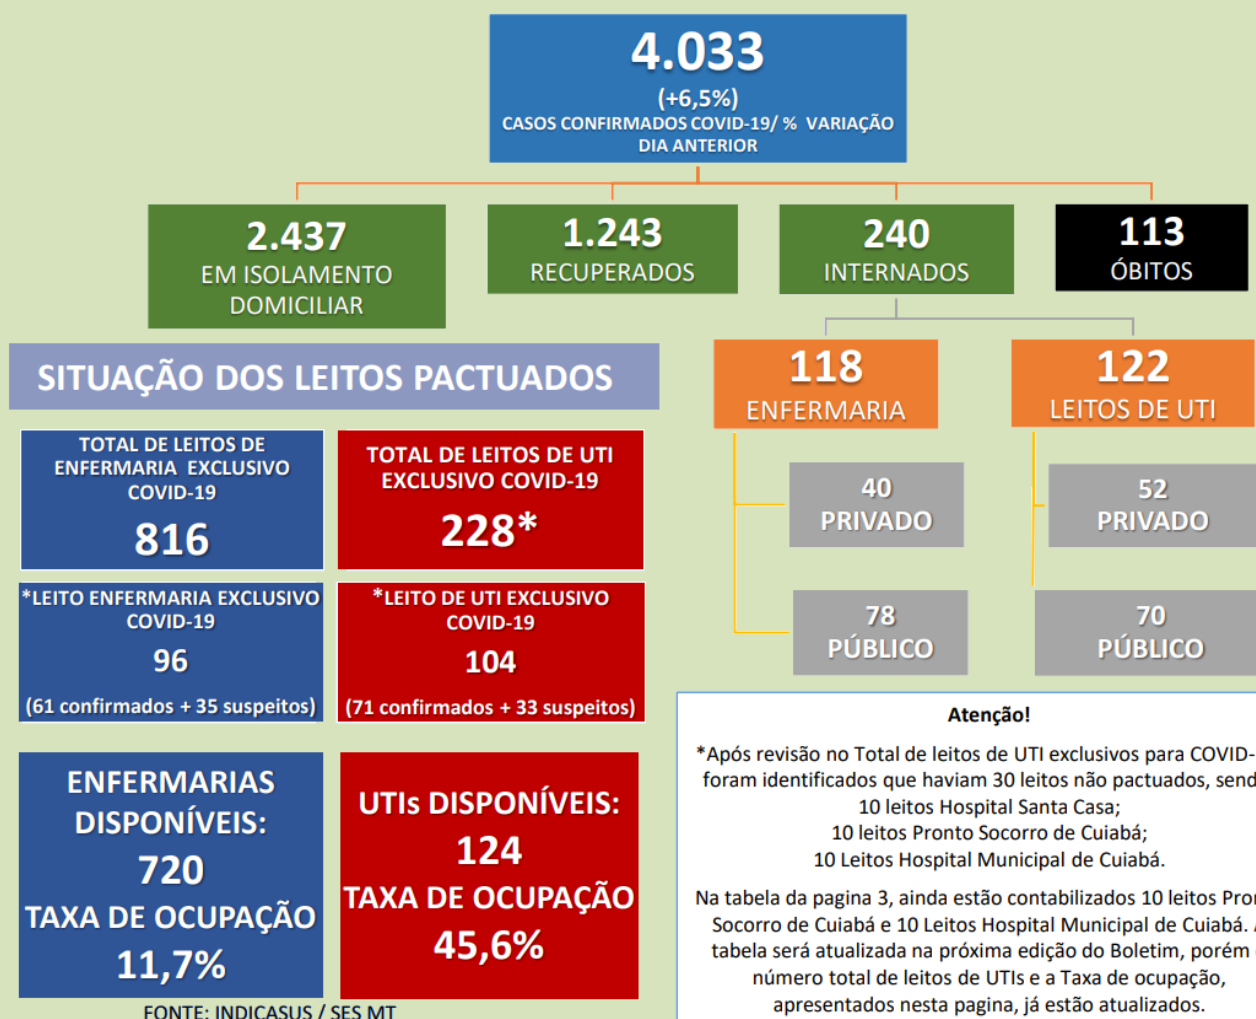 4.033
(+6,5%)
CASOS CONFIRMADOS COVID-19/ % VARIAÇÃO
DIA ANTERIOR
2.437
EM ISOLAMENTO
DOMICILIAR
1.243
RECUPERADOS
240
INTERNADOS
113
ÓBITOS
118
ENFERMARIA
122
LEITOS DE UTI
40
PRIVADO
52
PRIVADO
78
PÚBLICO
70
PÚBLICO
SITUAÇÃO DOS LEITOS PACTUADOS
TOTAL DE LEITOS DE
ENFERMARIA EXCLUSIVO
COVID-19
816
TOTAL DE LEITOS DE UTI
EXCLUSIVO COVID-19
228*
*LEITO ENFERMARIA EXCLUSIVO
COVID-19
96
(61 confirmados + 35 suspeitos)
*LEITO DE UTI EXCLUSIVO
COVID-19
104
(71 confirmados + 33 suspeitos)
ENFERMARIAS
DISPONÍVEIS:
720
TAXA DE OCUPAÇÃO
11,7%
UTIs DISPONÍVEIS:
124
TAXA DE OCUPAÇÃO
45,6%
FONTE: INDICASUS / SES MT
Atenção!
*Após revisão no Total de leitos de UTI exclusivos para COVID-
foram identificados que haviam 30 leitos não pactuados, send
10 leitos Hospital Santa Casa;
10 leitos Pronto Socorro de Cuiabá;
10 Leitos Hospital Municipal de Cuiabá.
Na tabela da pagina 3, ainda estão contabilizados 10 leitos Pron
Socorro de Cuiabá e 10 Leitos Hospital Municipal de Cuiabá.
tabela será atualizada na próxima edição do Boletim, porém
número total de leitos de UTIs e a Taxa de ocupação,
apresentados nesta pagina, já estão atualizados.